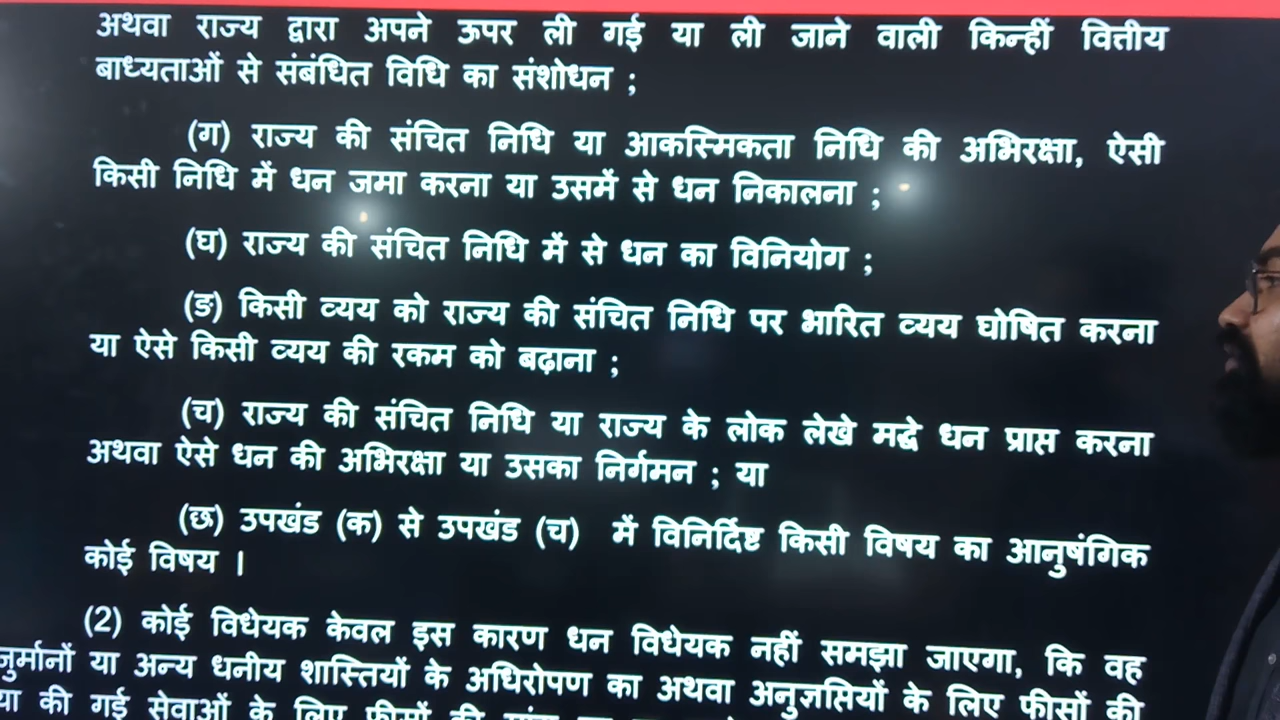 अथवा राज्य द्वारा अपने ऊपर ली गई या ली जाने वाली किन्हीं वित्तीय
बाध्यताओं से संबंधित विधि का संशोधन ;
(ग) राज्य की संचित निधि या आकस्मिकता निधि की अभिरक्षा, ऐसी
किसी निधि में धन जमा करना या उसमें से धन निकालना ;
(घ) राज्य की संचित निधि में से धन का विनियोग ;
(ङ) किसी व्यय को राज्य की संचित निधि पर भारित व्यय घोषित करना
या ऐसे किसी व्यय की रकम को बढ़ाना ;
(च) राज्य की संचित निधि या राज्य के लोक लेखे मद्धे धन प्राप्त करना
अथवा ऐसे धन की अभिरक्षा या उसका निर्गमन ; या
(छ) उपखंड (क) से उपखंड (च) में विनिर्दिष्ट किसी विषय का आनुषंगिक
कोई विषय ।
(2) कोई विधेयक केवल इस कारण धन विधेयक नहीं समझा जाएगा, कि वह
जुर्मानों या अन्य धनीय शास्तियों के अधिरोपण का अथवा अनुज्ञप्तियों के लिए फीसों की
या की गई सेवाओं के लिए फीसों की